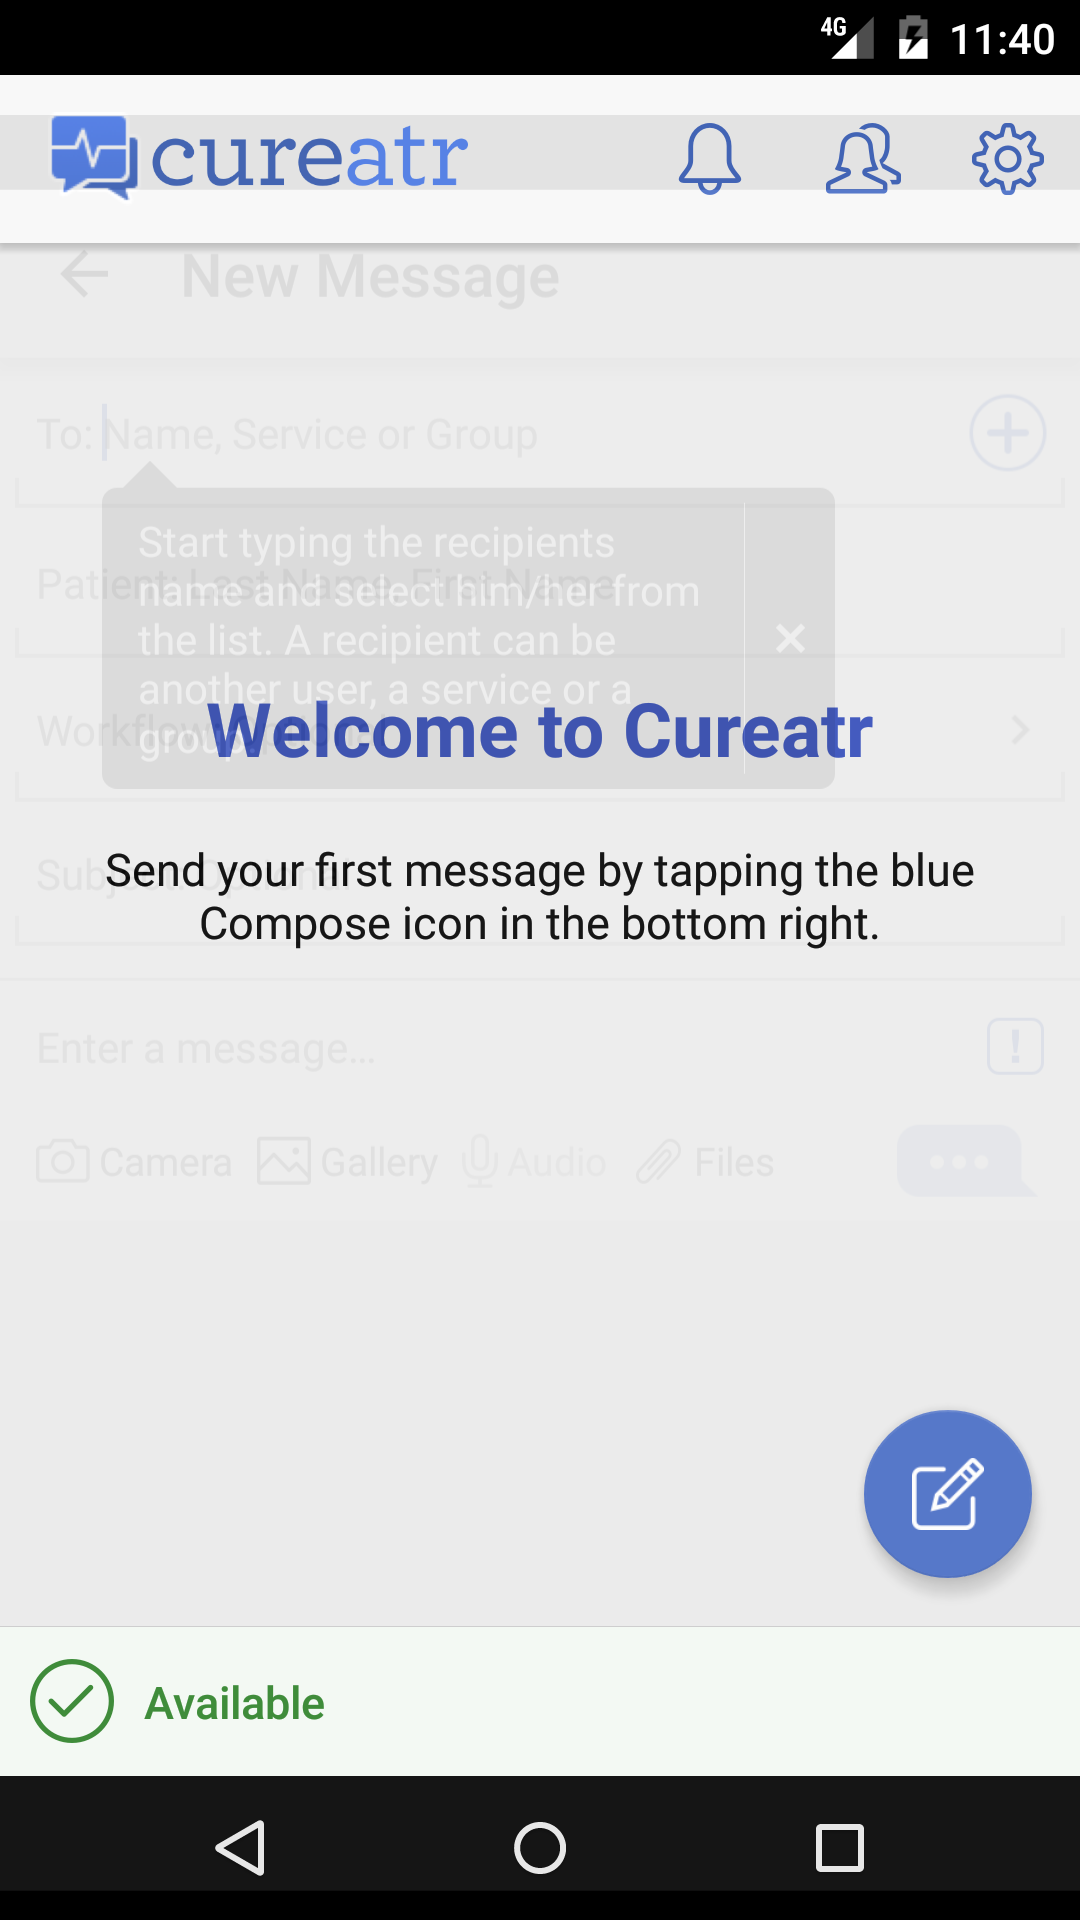 4G 11:40
cureatr
New Message
To: Name, Service or Group
Start typing the recipients
Patient: Last Name, First Name
name and select him/her from
the list. A recipient can be
another user, a service or a
Workflow
group.
Welcome to Cureatr
Subject: Optional
Send your first message by tapping the blue
Compose icon in the bottom right.
Enter a message...
Camera Gallery Audio Files
Available